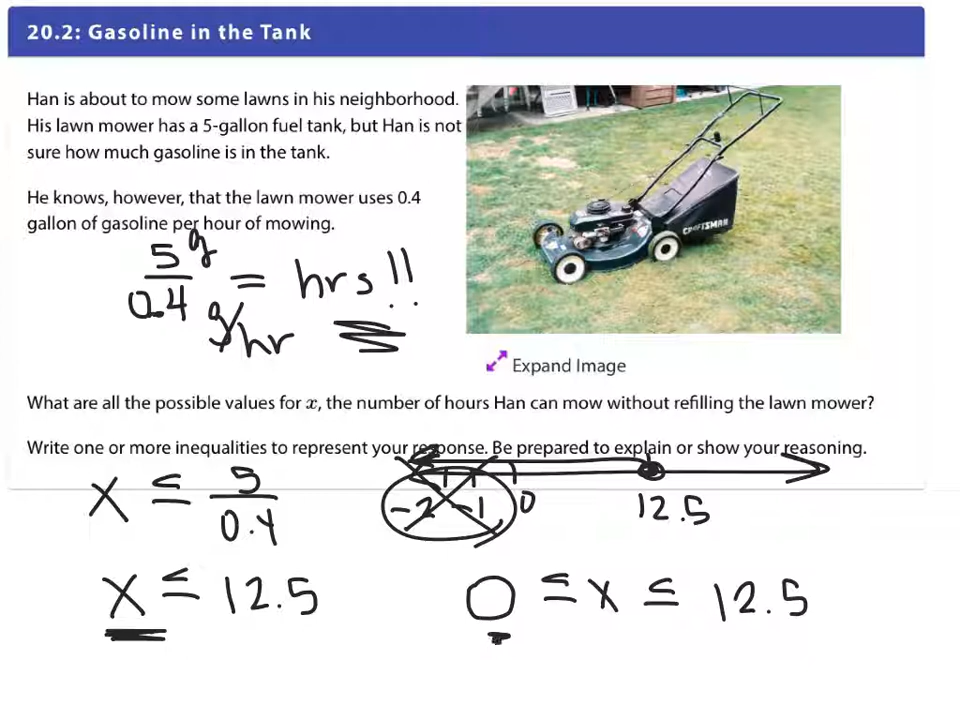 20.2: Gasoline in the Tank
Han is about to mow some lawns in his neighborhood.
His lawn mower has a 5-gallon fuel tank, but Han is not
sure how much gasoline is in the tank.
He knows, however, that the lawn mower uses 0.4
gallon of gasoline per hour of mowing.
CRAFTSMAN
5 g
0.4 g/hr = hrs !!
Expand Image
What are all the possible values for x, the number of hours Han can mow without refilling the lawn mower?
Write one or more inequalities to represent your response. Be prepared to explain or show your reasoning.
x ≤ 5/0.4
-2 -1 0 12.5
x ≤ 12.5
0 ≤ x ≤ 12.5